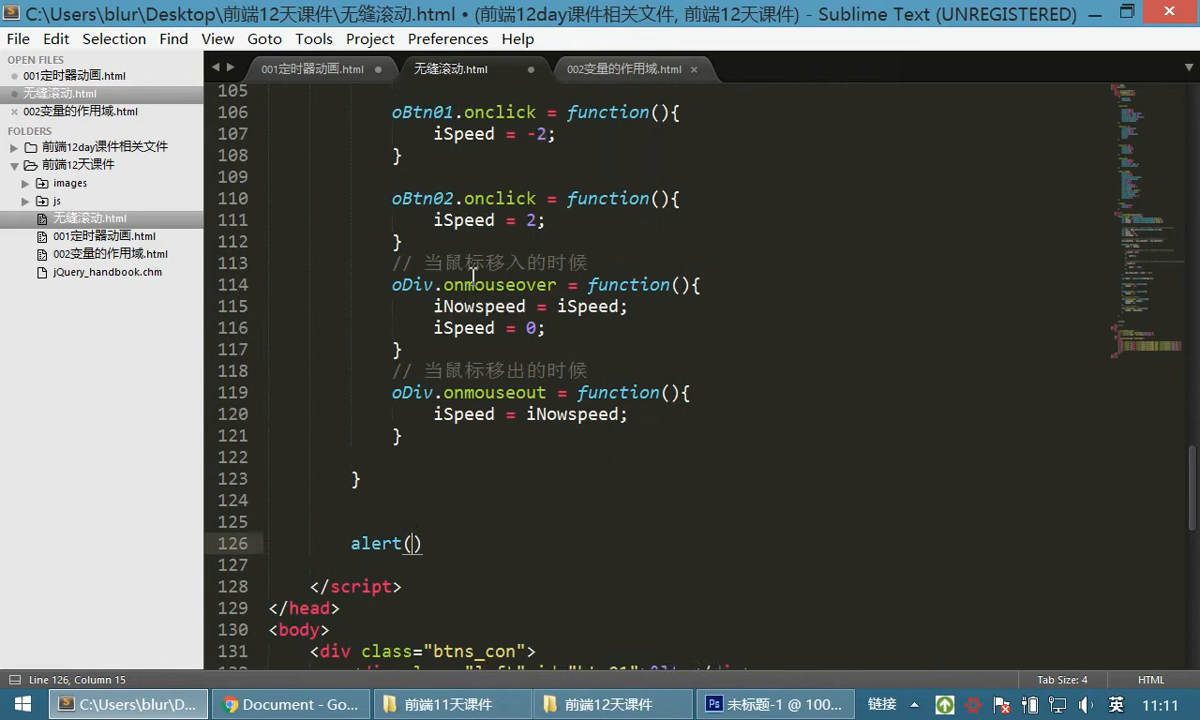 C:\Users\blur\Desktop\前端12天课件\无缝滚动.html • (前端12day课件相关文件, 前端12天课件) - Sublime Text (UNREGISTERED)
File Edit Selection Find View Goto Tools Project Preferences Help
OPEN FILES
001定时器动画.html
无缝滚动.html
002变量的作用域.html
FOLDERS
前端12day课件相关文件
前端12天课件
images
js
无缝滚动.html
001定时器动画.html
002变量的作用域.html
jQuery_handbook.chm
001定时器动画.html 无缝滚动.html 002变量的作用域.html
105
106 oBtn01.onclick = function(){
107 iSpeed = -2;
108 }
109
110 oBtn02.onclick = function(){
111 iSpeed = 2;
112 }
113 // 当鼠标移入的时候
114 oDiv.onmouseover = function(){
115 iNowspeed = iSpeed;
116 iSpeed = 0;
117 }
118 // 当鼠标移出的时候
119 oDiv.onmouseout = function(){
120 iSpeed = iNowspeed;
121 }
122
123 }
124
125
126 alert()
127
128 </script>
129 </head>
130 <body>
131 <div class="btns_con">
Line 126, Column 15 Tab Size: 4 HTML
C:\Users\blur\D... Document - Go... 前端11天课件 前端12天课件 未标题-1 @ 100... 链接 英 11:11